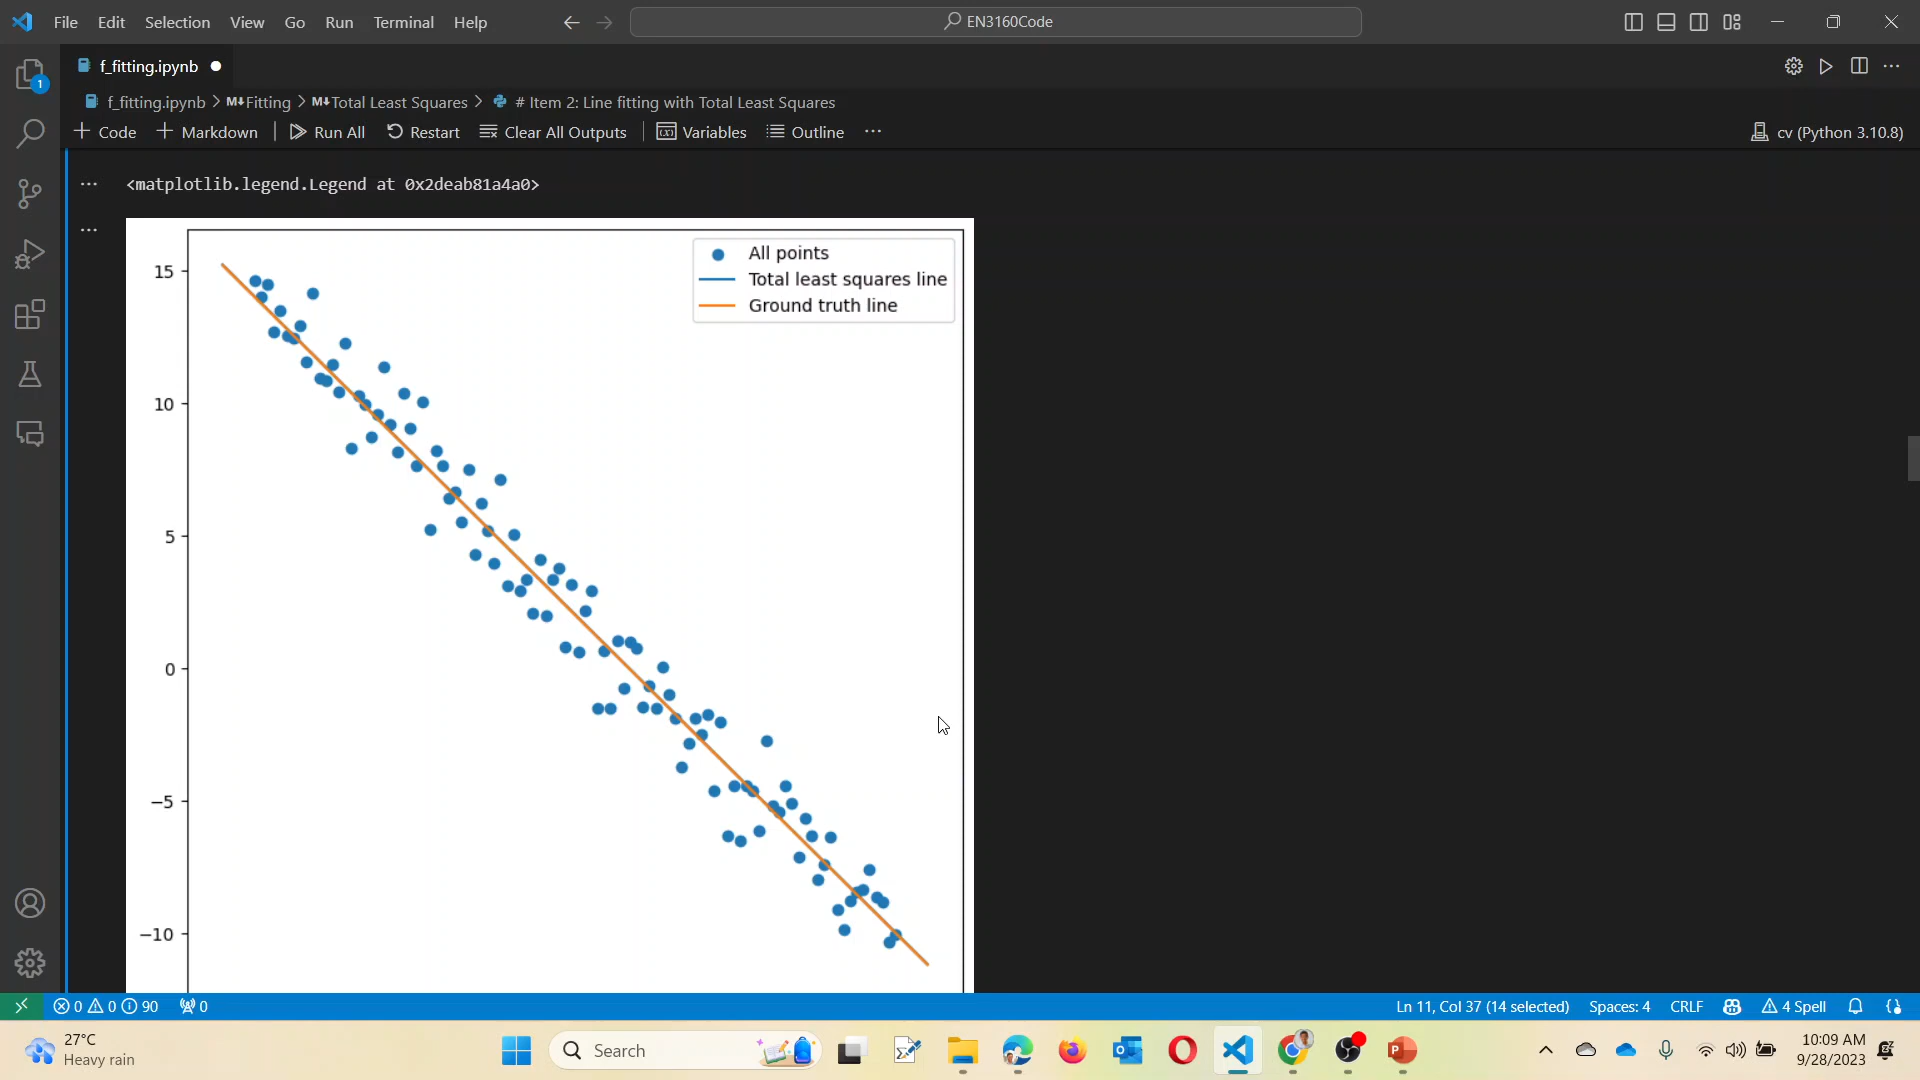 File Edit Selection View Go Run Terminal Help
EN3160Code
f_fitting.ipynb
1
f_fitting.ipynb > M↓Fitting > M↓Total Least Squares > # Item 2: Line fitting with Total Least Squares
+ Code + Markdown | Run All Restart Clear All Outputs | Variables Outline ...
cv (Python 3.10.8)
<matplotlib.legend.Legend at 0x2deab81a4a0>
All points
Total least squares line
Ground truth line
15
10
5
0
−5
−10
0 0 90 0
Ln 11, Col 37 (14 selected) Spaces: 4 CRLF 4 Spell
27°C
Heavy rain
Search
10:09 AM
9/28/2023